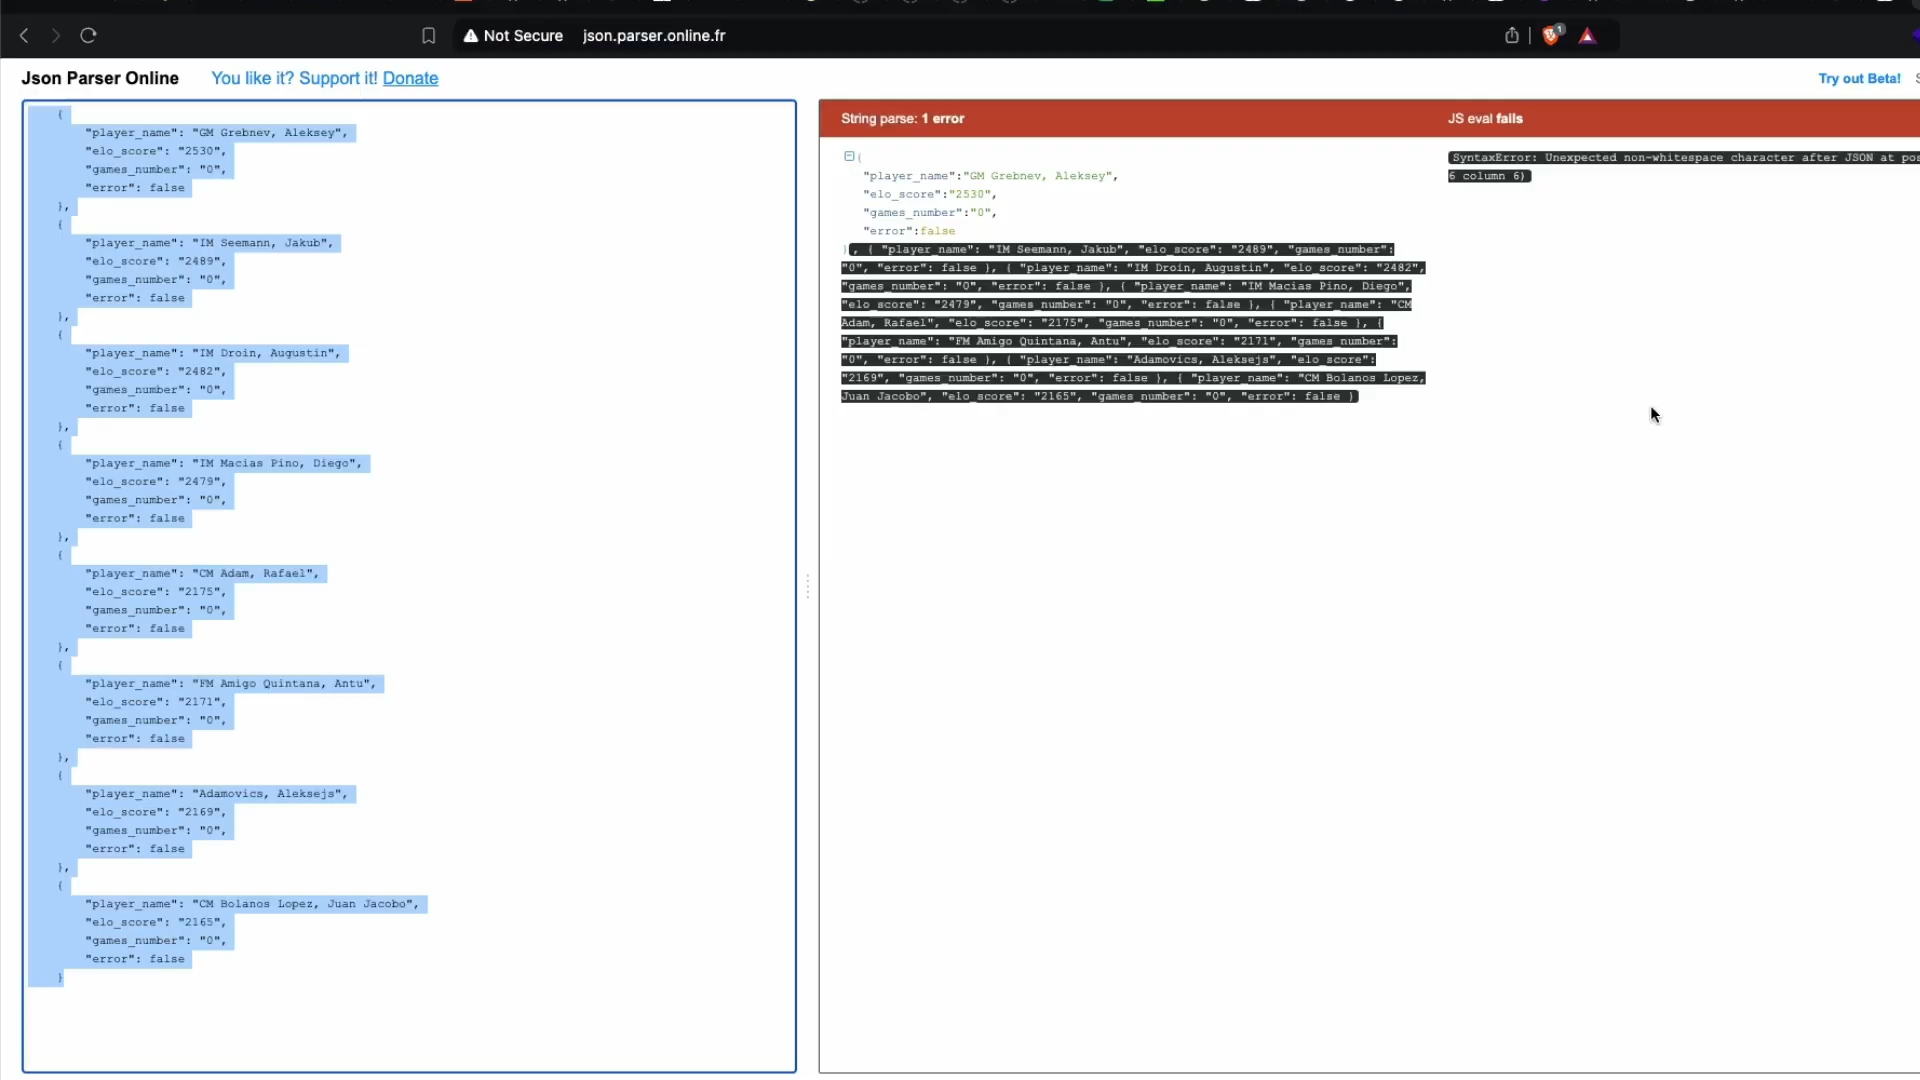 Not Secure json.parser.online.fr
1
Json Parser Online You like it? Support it! Donate
Try out Beta!
{
"player_name": "GM Grebnev, Aleksey",
"elo_score": "2530",
"games_number": "0",
"error": false
},
{
"player_name": "IM Seemann, Jakub",
"elo_score": "2489",
"games_number": "0",
"error": false
},
{
"player_name": "IM Droin, Augustin",
"elo_score": "2482",
"games_number": "0",
"error": false
},
{
"player_name": "IM Macias Pino, Diego",
"elo_score": "2479",
"games_number": "0",
"error": false
},
{
"player_name": "CM Adam, Rafael",
"elo_score": "2175",
"games_number": "0",
"error": false
},
{
"player_name": "FM Amigo Quintana, Antu",
"elo_score": "2171",
"games_number": "0",
"error": false
},
{
"player_name": "Adamovics, Aleksejs",
"elo_score": "2169",
"games_number": "0",
"error": false
},
{
"player_name": "CM Bolanos Lopez, Juan Jacobo",
"elo_score": "2165",
"games_number": "0",
"error": false
}
String parse: 1 error
{
"player_name":"GM Grebnev, Aleksey",
"elo_score":"2530",
"games_number":"0",
"error":false
}, { "player_name": "IM Seemann, Jakub", "elo_score": "2489", "games_number":
"0", "error": false }, { "player_name": "IM Droin, Augustin", "elo_score": "2482",
"games_number": "0", "error": false }, { "player_name": "IM Macias Pino, Diego",
"elo_score": "2479", "games_number": "0", "error": false }, { "player_name": "CM
Adam, Rafael", "elo_score": "2175", "games_number": "0", "error": false }, {
"player_name": "FM Amigo Quintana, Antu", "elo_score": "2171", "games_number":
"0", "error": false }, { "player_name": "Adamovics, Aleksejs", "elo_score":
"2169", "games_number": "0", "error": false }, { "player_name": "CM Bolanos Lopez,
Juan Jacobo", "elo_score": "2165", "games_number": "0", "error": false }
JS eval fails
SyntaxError: Unexpected non-whitespace character after JSON at pos
6 column 6)